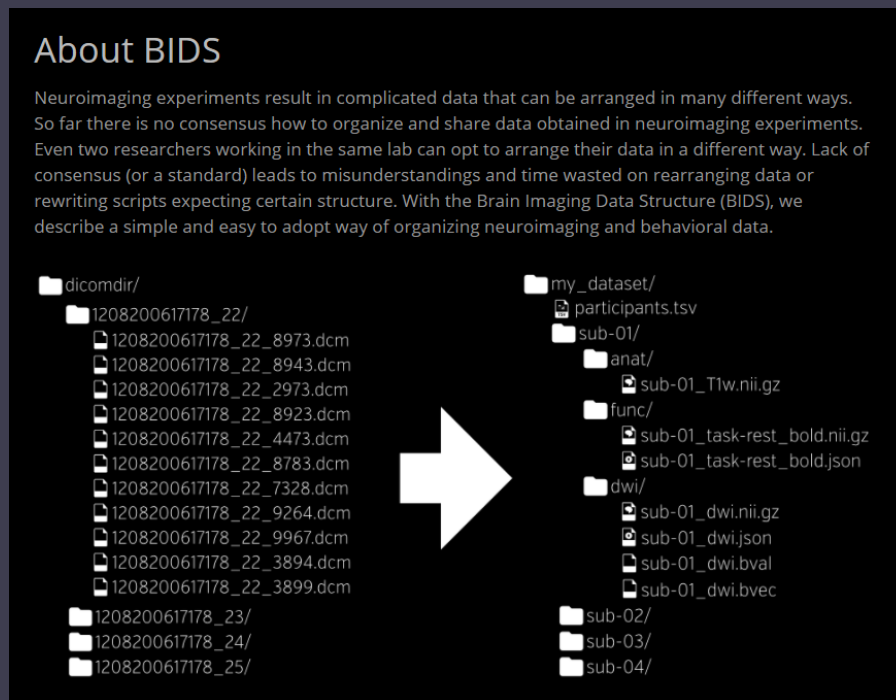 About BIDS
Neuroimaging experiments result in complicated data that can be arranged in many different ways.
So far there is no consensus how to organize and share data obtained in neuroimaging experiments.
Even two researchers working in the same lab can opt to arrange their data in a different way. Lack of
consensus (or a standard) leads to misunderstandings and time wasted on rearranging data or
rewriting scripts expecting certain structure. With the Brain Imaging Data Structure (BIDS), we
describe a simple and easy to adopt way of organizing neuroimaging and behavioral data.
dicomdir/
1208200617178_22/
1208200617178_22_8973.dcm
1208200617178_22_8943.dcm
1208200617178_22_2973.dcm
1208200617178_22_8923.dcm
1208200617178_22_4473.dcm
1208200617178_22_8783.dcm
1208200617178_22_7328.dcm
1208200617178_22_9264.dcm
1208200617178_22_9967.dcm
1208200617178_22_3894.dcm
1208200617178_22_3899.dcm
1208200617178_23/
1208200617178_24/
1208200617178_25/
my_dataset/
participants.tsv
sub-01/
anat/
sub-01_T1w.nii.gz
func/
sub-01_task-rest_bold.nii.gz
sub-01_task-rest_bold.json
dwi/
sub-01_dwi.nii.gz
sub-01_dwi.json
sub-01_dwi.bval
sub-01_dwi.bvec
sub-02/
sub-03/
sub-04/